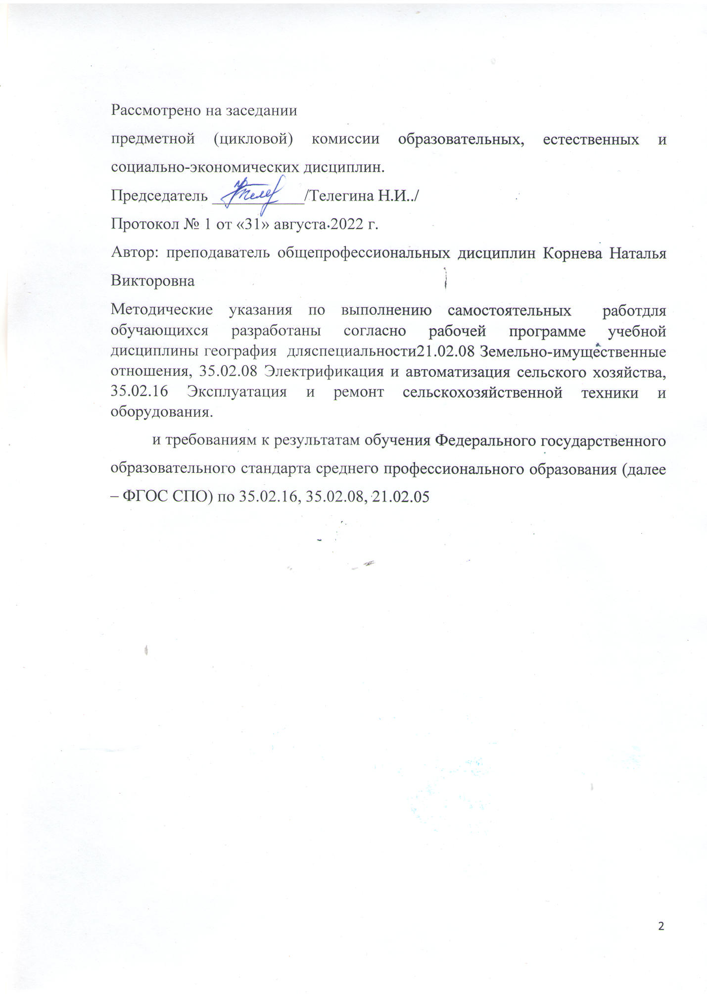 Рассмотрено на заседании
предметной (цикловой) комиссии образовательных, естественных и
социально-экономических дисциплин.
Председатель ___________/Телегина Н.И../
Протокол № 1 от «31» августа 2022 г.
Автор: преподаватель общепрофессиональных дисциплин Корнева Наталья
Викторовна
Методические указания по выполнению самостоятельных работдля
обучающихся разработаны согласно рабочей программе учебной
дисциплины география дляспециальности21.02.08 Земельно-имущественные
отношения, 35.02.08 Электрификация и автоматизация сельского хозяйства,
35.02.16 Эксплуатация и ремонт сельскохозяйственной техники и
оборудования.
и требованиям к результатам обучения Федерального государственного
образовательного стандарта среднего профессионального образования (далее
– ФГОС СПО) по 35.02.16, 35.02.08, 21.02.05
2